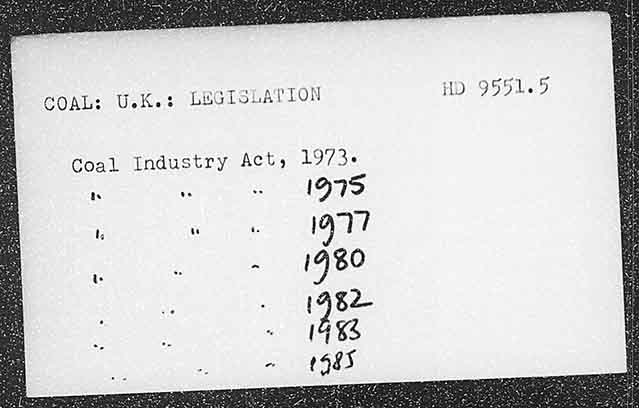 COAL: U.K.: LEGISLATION HD 9551.5
Coal Industry Act, 1973.
" " " 1975
" " " 1977
" " " 1980
" " " 1982
" " " 1983
" " " 1985